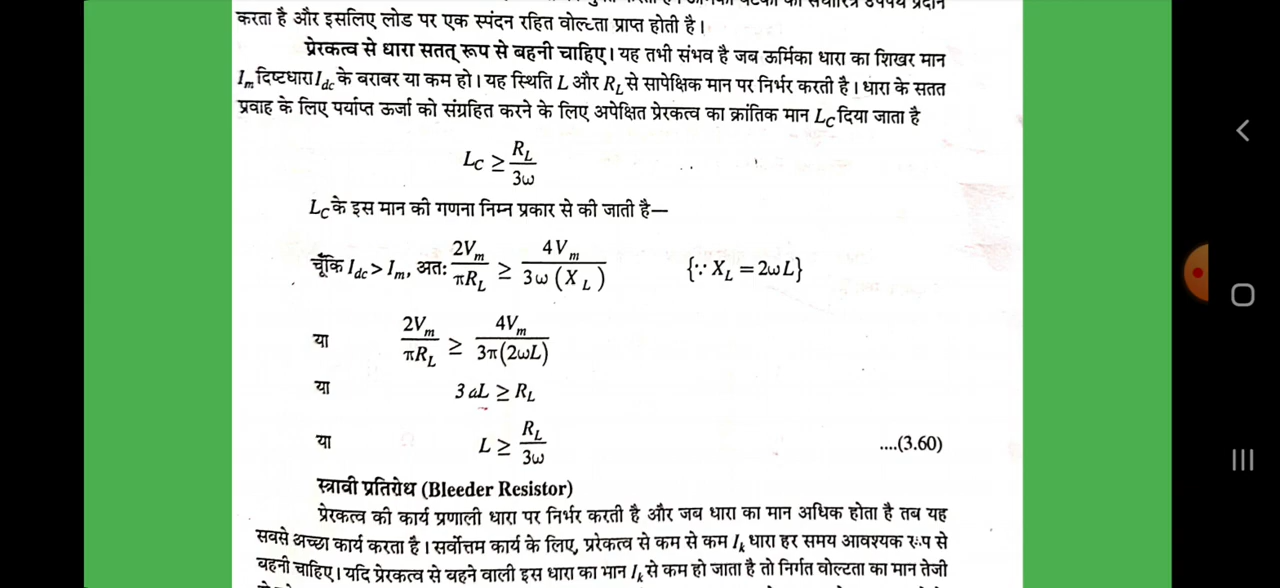 करता है और इसलिए लोड पर एक स्पंदन रहित वोल्टता प्राप्त होती है।
प्रेरकत्व से धारा सतत् रूप से बहनी चाहिए। यह तभी संभव है जब ऊर्मिका धारा का शिखर मान
I_m दिष्टधारा I_dc के बराबर या कम हो। यह स्थिति L और R_L से सापेक्षिक मान पर निर्भर करती है। धारा के सतत
प्रवाह के लिए पर्याप्त ऊर्जा को संग्रहित करने के लिए अपेक्षित प्रेरकत्व का क्रांतिक मान L_C दिया जाता है
L_C ≥ R_L/3ω
L_C के इस मान की गणना निम्न प्रकार से की जाती है—
चूँकि I_dc > I_m, अत: 2V_m/πR_L ≥ 4V_m/3ω(X_L) {∵ X_L = 2ωL}
या 2V_m/πR_L ≥ 4V_m/3π(2ωL)
या 3 aL ≥ R_L
या L ≥ R_L/3ω ....(3.60)
स्त्रावी प्रतिरोध (Bleeder Resistor)
प्रेरकत्व की कार्य प्रणाली धारा पर निर्भर करती है और जब धारा का मान अधिक होता है तब यह
सबसे अच्छा कार्य करता है। सर्वोत्तम कार्य के लिए, प्ररेकत्व से कम से कम I_k धारा हर समय आवश्यक रूप से
बहनी चाहिए। यदि प्रेरकत्व से बहने वाली इस धारा का मान I_k से कम हो जाता है तो निर्गत वोल्टता का मान तेजी